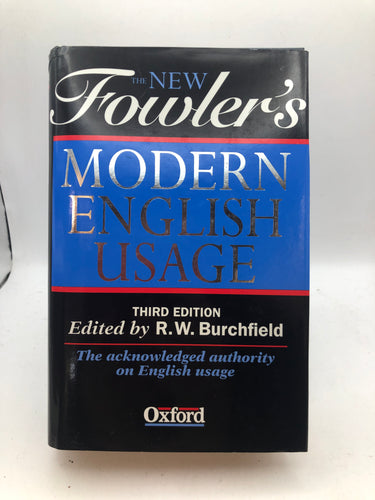 THE NEW
Fowler's
MODERN
ENGLISH
USAGE
THIRD EDITION
Edited by R.W. Burchfield
The acknowledged authority
on English usage
Oxford